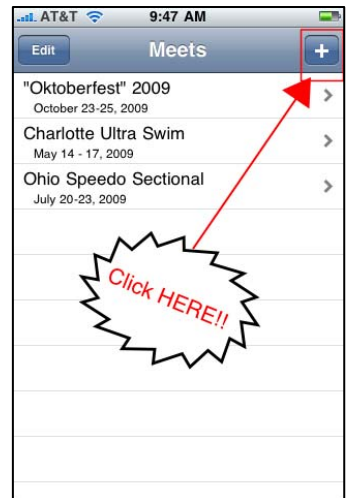 AT&T 9:47 AM
Edit Meets +
"Oktoberfest" 2009
October 23-25, 2009
Charlotte Ultra Swim
May 14 - 17, 2009
Ohio Speedo Sectional
July 20-23, 2009
Click HERE!!